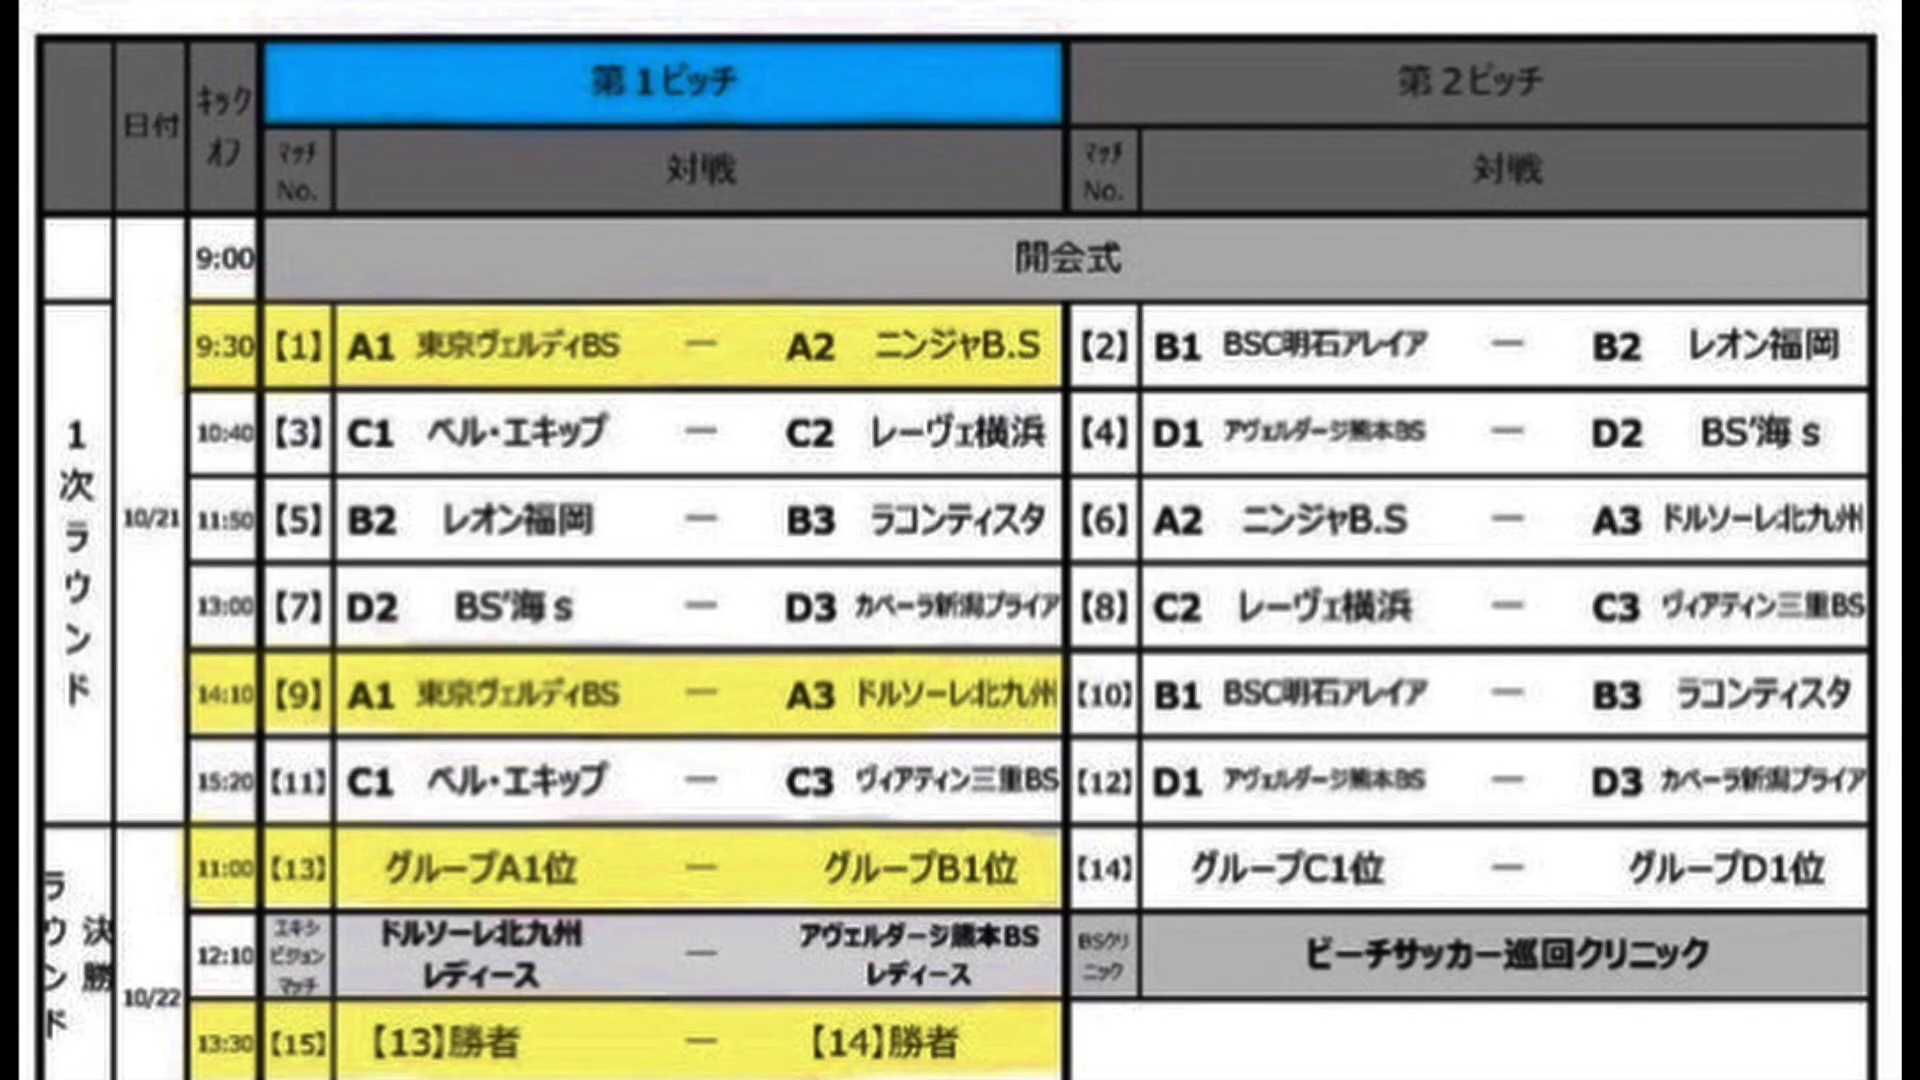 日付
ｷｯｸ
ｵﾌ
第１ピッチ
第２ピッチ
ﾏｯﾁ
No.
対戦
ﾏｯﾁ
No.
対戦
9:00
開会式
1次ラウンド
10/21
9:30 【1】 A1 東京ヴェルディBS ー A2 ニンジャB.S 【2】 B1 BSC明石アレイア ー B2 レオン福岡
10:40 【3】 C1 ベル・エキップ ー C2 レーヴェ横浜 【4】 D1 アヴェルダージ熊本BS ー D2 BS’海ｓ
11:50 【5】 B2 レオン福岡 ー B3 ラコンティスタ 【6】 A2 ニンジャB.S ー A3 ドルソーレ北九州
13:00 【7】 D2 BS’海ｓ ー D3 カペーラ新潟プライア 【8】 C2 レーヴェ横浜 ー C3 ヴィアティン三重BS
14:10 【9】 A1 東京ヴェルディBS ー A3 ドルソーレ北九州 【10】 B1 BSC明石アレイア ー B3 ラコンティスタ
15:20 【11】 C1 ベル・エキップ ー C3 ヴィアティン三重BS 【12】 D1 アヴェルダージ熊本BS ー D3 カペーラ新潟プライア
決勝
ラウンド
10/22
11:00 【13】 グループA1位 ー グループB1位 【14】 グループC1位 ー グループD1位
12:10
エキシ
ビション
マッチ
ドルソーレ北九州
レディース
ー
アヴェルダージ熊本BS
レディース
BSクリ
ニック
ビーチサッカー巡回クリニック
13:30 【15】 【13】勝者 ー 【14】勝者